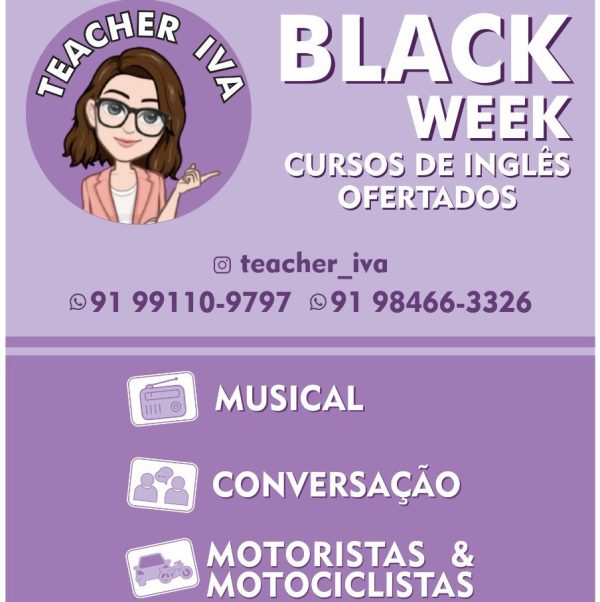 TEACHER IVA
BLACK
WEEK
CURSOS DE INGLÊS
OFERTADOS
teacher_iva
91 99110-9797 91 98466-3326
MUSICAL
CONVERSAÇÃO
MOTORISTAS &
MOTOCICLISTAS